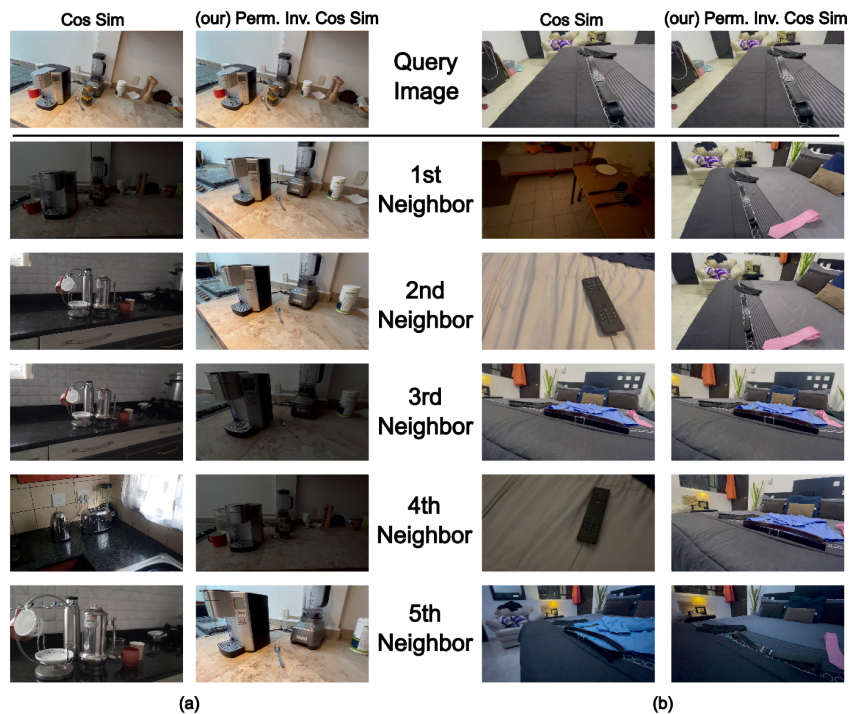 Cos Sim (our) Perm. Inv. Cos Sim Cos Sim (our) Perm. Inv. Cos Sim
Query
Image
1st
Neighbor
2nd
Neighbor
3rd
Neighbor
4th
Neighbor
5th
Neighbor
(a) (b)